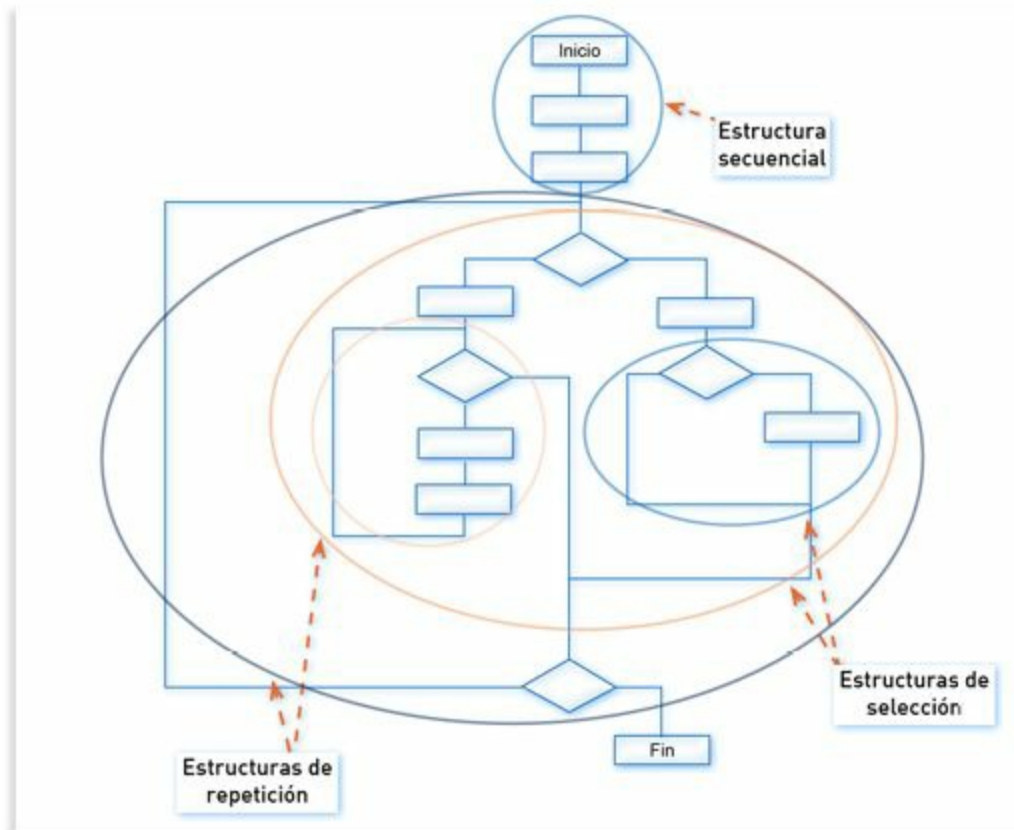 Inicio
Estructura
secuencial
Estructuras de
selección
Fin
Estructuras de
repetición